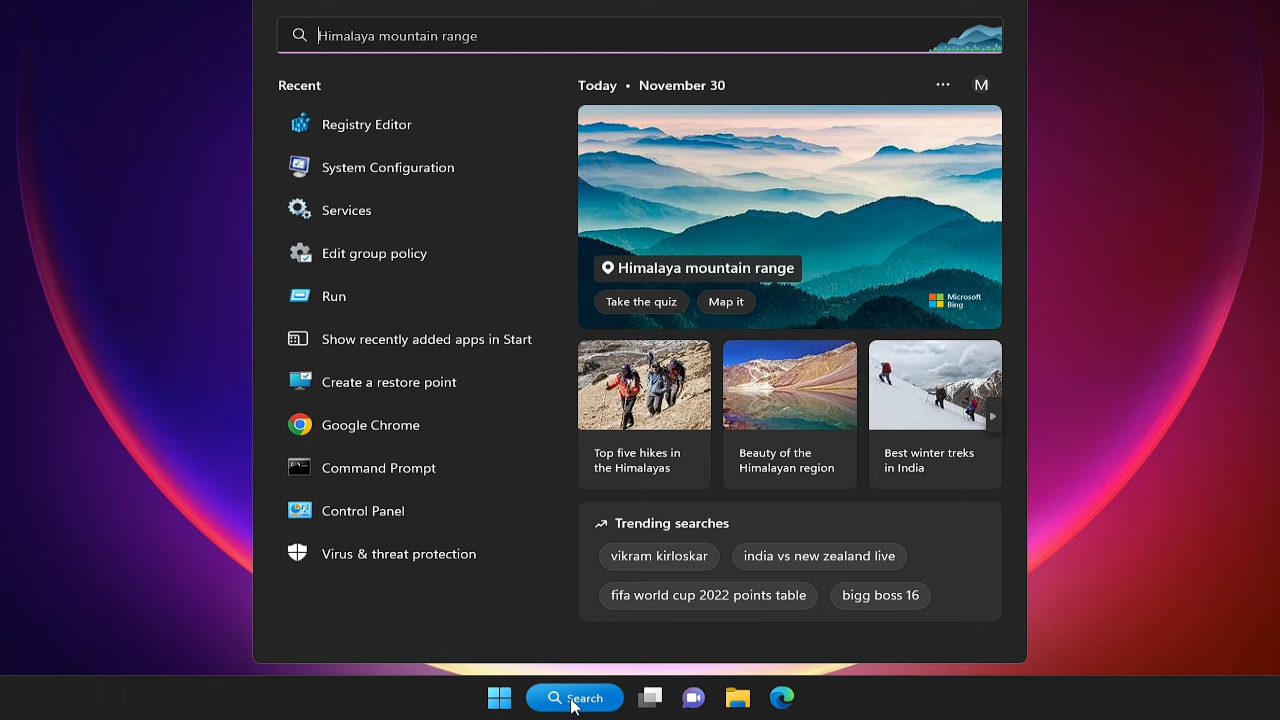 Himalaya mountain range
Recent
Registry Editor
System Configuration
Services
Edit group policy
Run
Show recently added apps in Start
Create a restore point
Google Chrome
Command Prompt
Control Panel
Virus & threat protection
Today • November 30
M
Himalaya mountain range
Take the quiz
Map it
Microsoft
Bing
Top five hikes in
the Himalayas
Beauty of the
Himalayan region
Best winter treks
in India
Trending searches
vikram kirloskar
india vs new zealand live
fifa world cup 2022 points table
bigg boss 16
Search